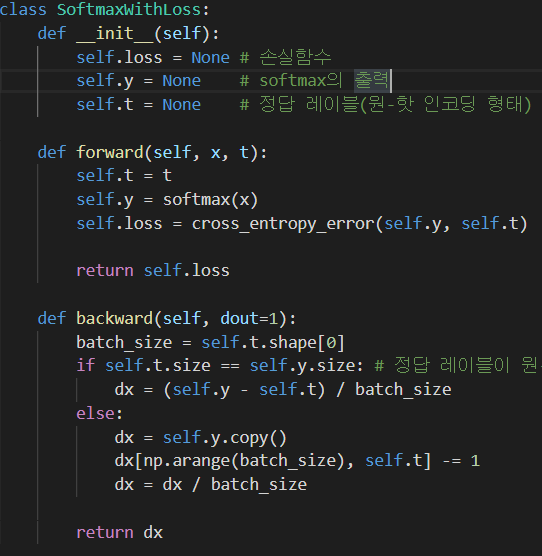 class SoftmaxWithLoss:
    def __init__(self):
        self.loss = None # 손실함수
        self.y = None    # softmax의 출력
        self.t = None    # 정답 레이블(원-핫 인코딩 형태)

    def forward(self, x, t):
        self.t = t
        self.y = softmax(x)
        self.loss = cross_entropy_error(self.y, self.t)

        return self.loss

    def backward(self, dout=1):
        batch_size = self.t.shape[0]
        if self.t.size == self.y.size: # 정답 레이블이 원
            dx = (self.y - self.t) / batch_size
        else:
            dx = self.y.copy()
            dx[np.arange(batch_size), self.t] -= 1
            dx = dx / batch_size

        return dx